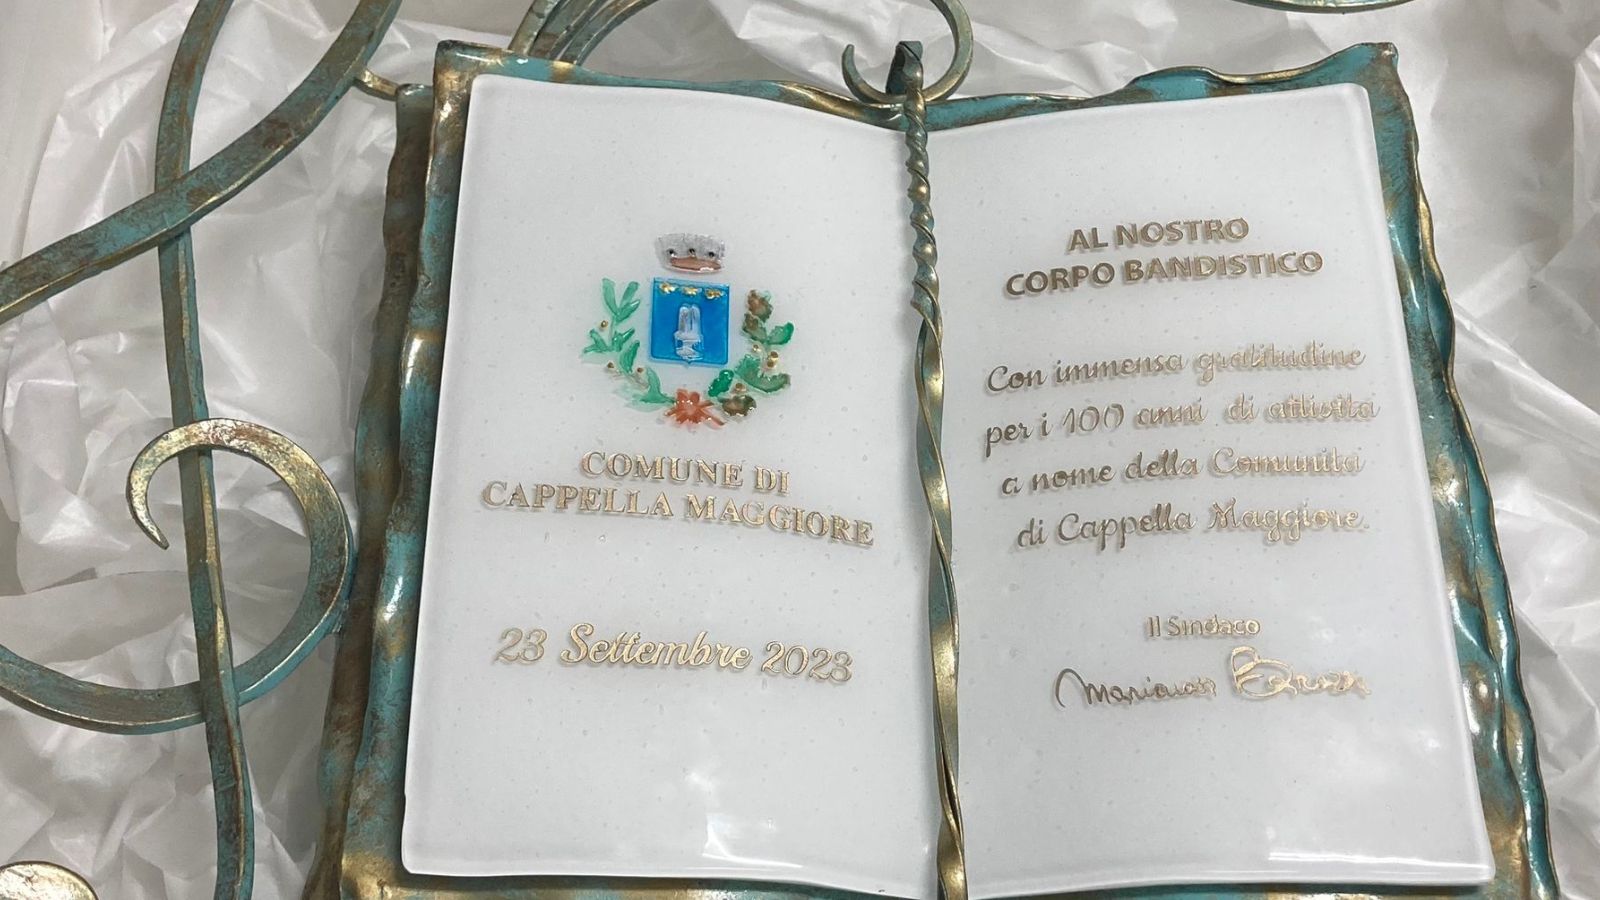 COMUNE DI
CAPPELLA MAGGIORE
23 Settembre 2023
AL NOSTRO
CORPO BANDISTICO
Con immensa gratitudine
per i 100 anni di attività
a nome della Comunità
di Cappella Maggiore.
Il Sindaco